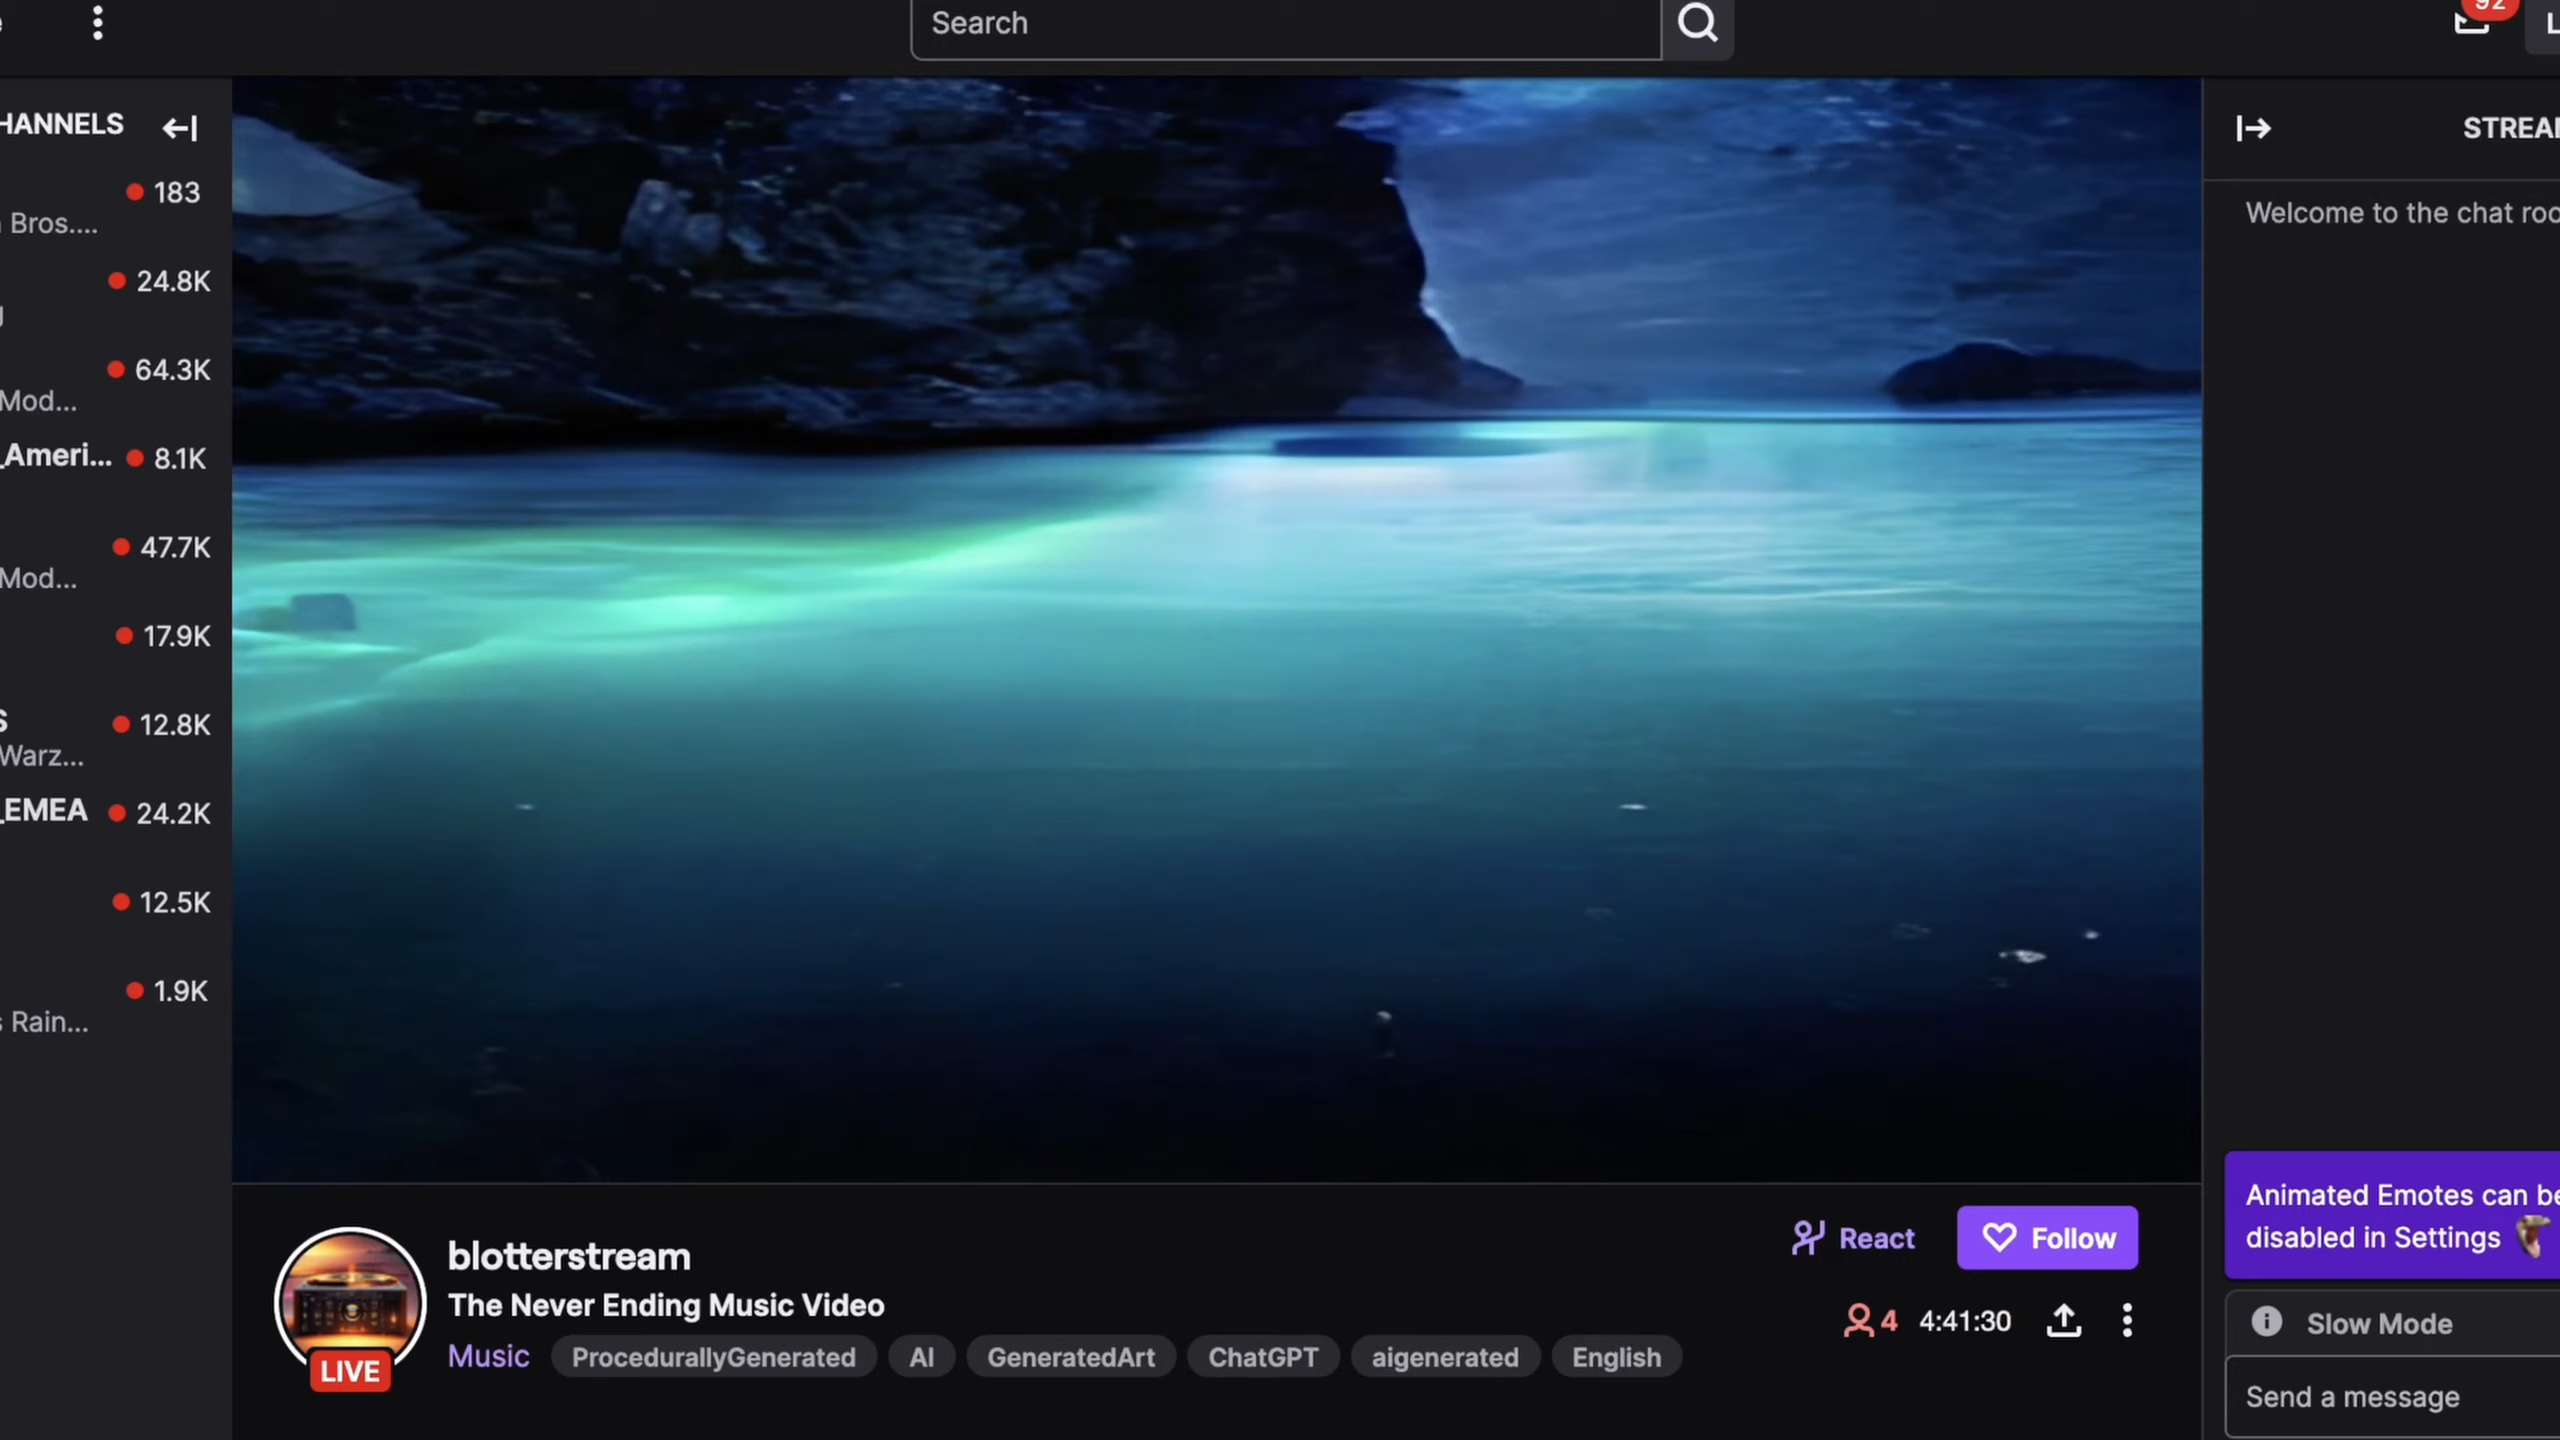 Search
92
HANNELS
183
Bros....
24.8K
64.3K
Mod...
_Ameri... 8.1K
47.7K
Mod...
17.9K
S 12.8K
Warz...
_EMEA 24.2K
12.5K
1.9K
s Rain...
blotterstream
The Never Ending Music Video
LIVE
Music ProcedurallyGenerated AI GeneratedArt ChatGPT aigenerated English
React Follow
4 4:41:30
STREA
Welcome to the chat roo
Animated Emotes can be
disabled in Settings
Slow Mode
Send a message